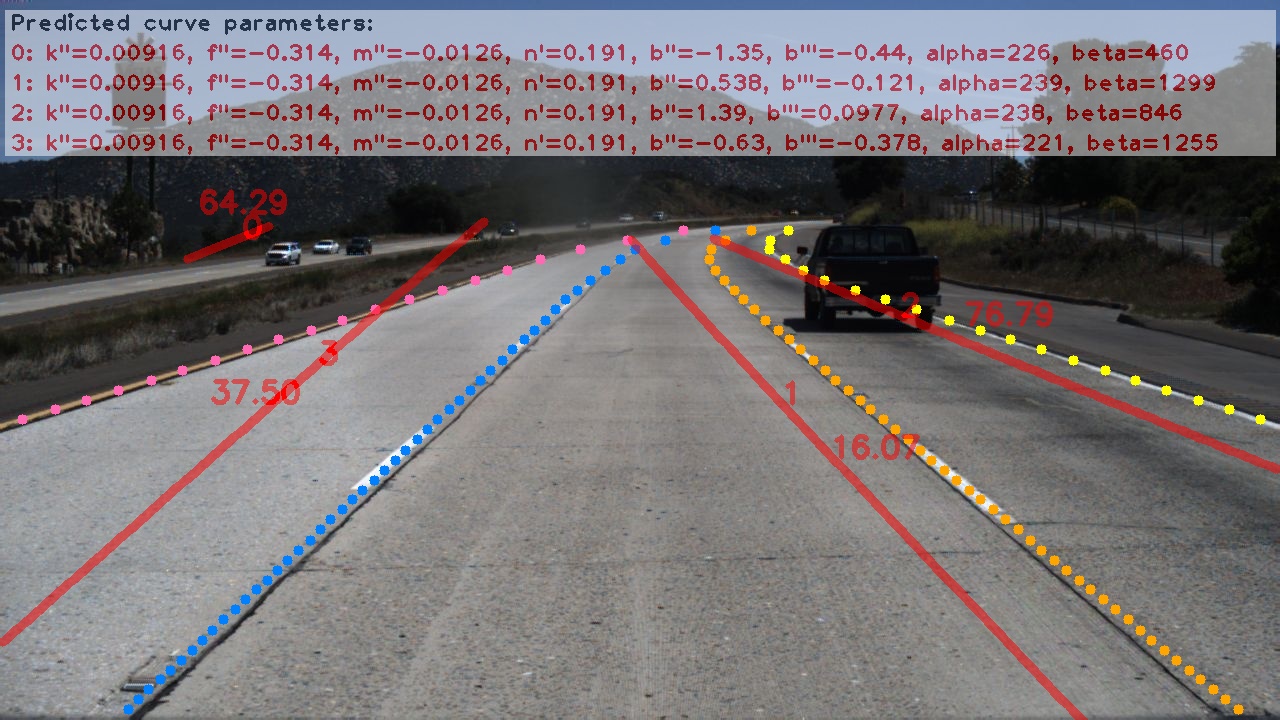 Predicted curve parameters:
0: k''=0.00916, f''=-0.314, m''=-0.0126, n'=0.191, b''=-1.35, b'''=-0.44, alpha=226, beta=460
1: k''=0.00916, f''=-0.314, m''=-0.0126, n'=0.191, b''=0.538, b'''=-0.121, alpha=239, beta=1299
2: k''=0.00916, f''=-0.314, m''=-0.0126, n'=0.191, b''=1.39, b'''=0.0977, alpha=238, beta=846
3: k''=0.00916, f''=-0.314, m''=-0.0126, n'=0.191, b''=-0.63, b'''=-0.378, alpha=221, beta=1255
64.29
0
2
76.79
3
37.50
1
16.07